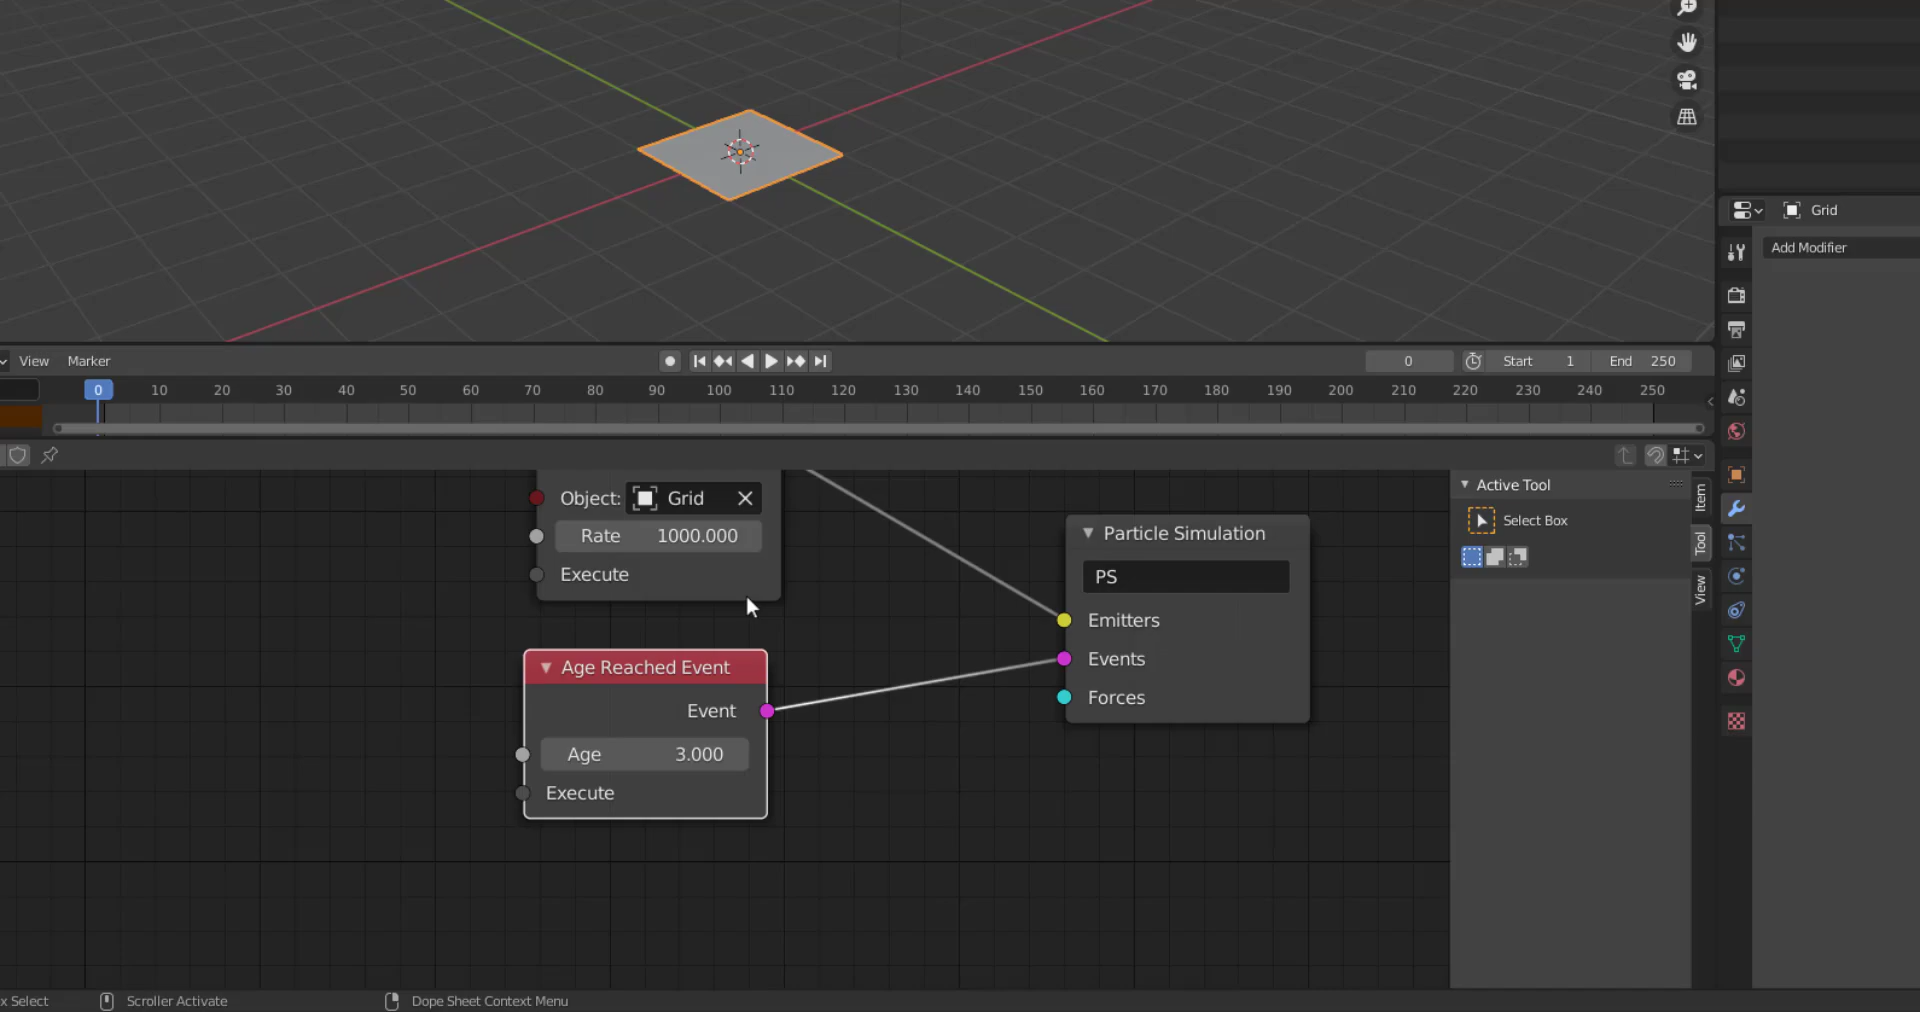 Grid
Add Modifier
View Marker
0 Start 1 End 250
0 10 20 30 40 50 60 70 80 90 100 110 120 130 140 150 160 170 180 190 200 210 220 230 240 250
Object: Grid
Rate 1000.000
Execute
Particle Simulation
PS
Emitters
Events
Forces
Age Reached Event
Event
Age 3.000
Execute
Active Tool
Select Box
Item
Tool
View
x Select Scroller Activate Dope Sheet Context Menu